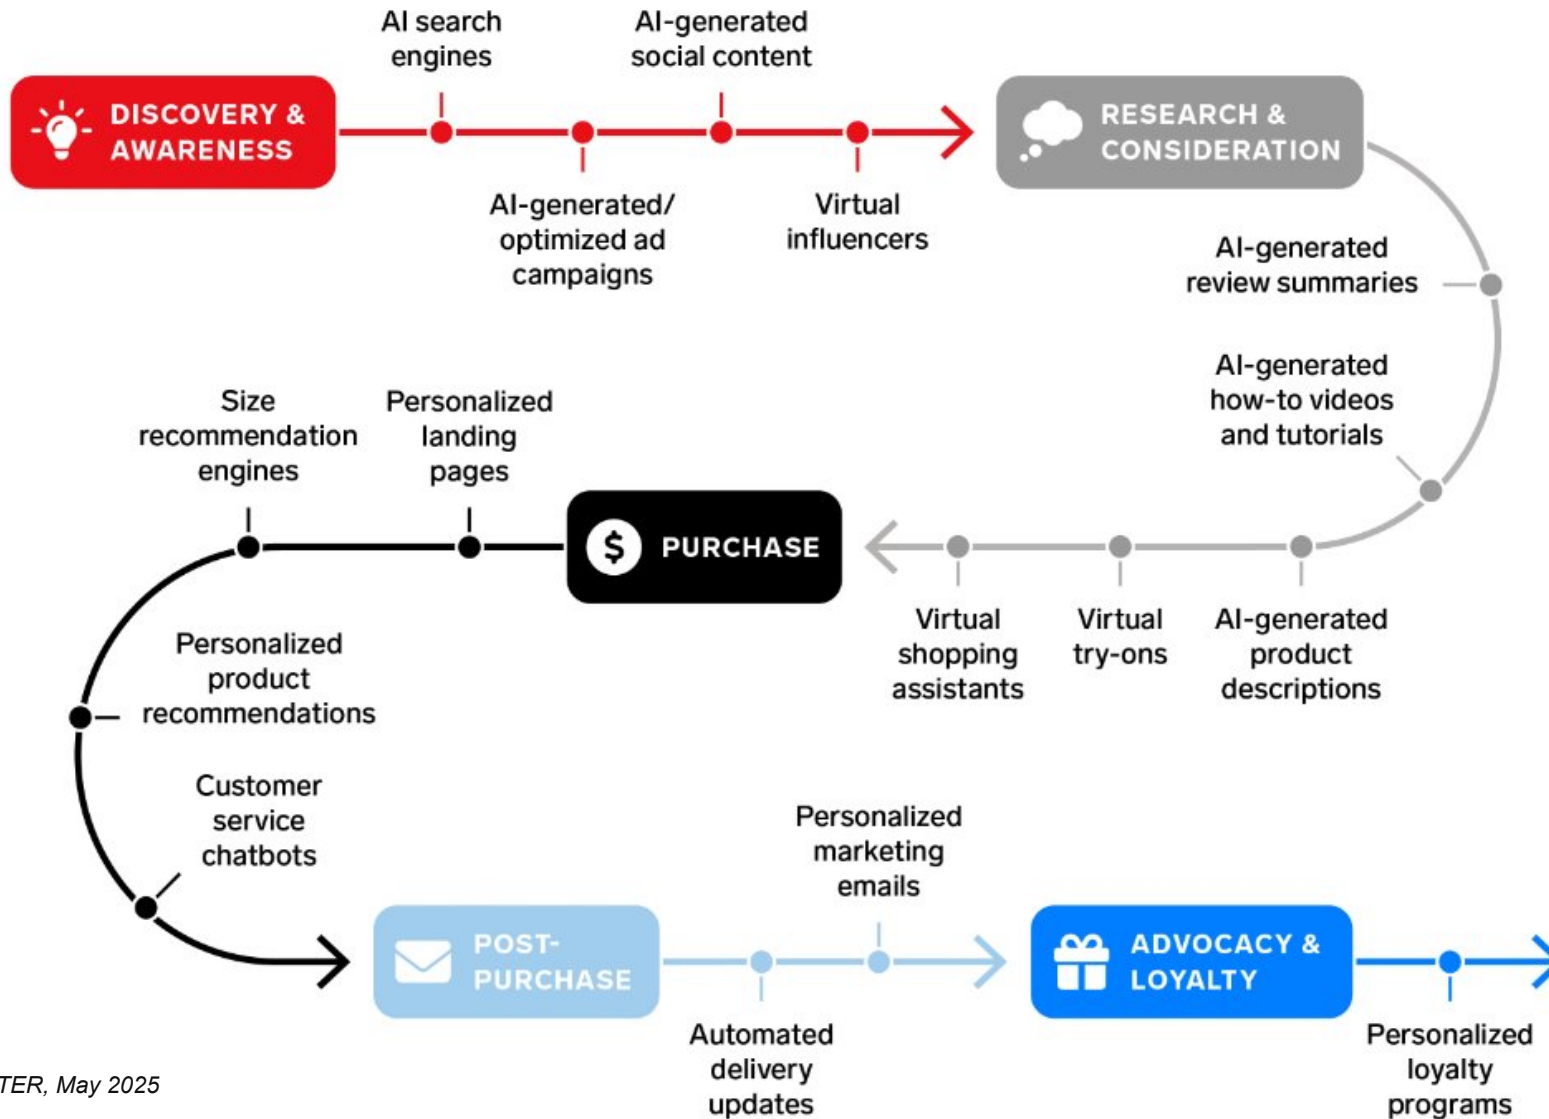 AI search
engines
AI-generated
social content
DISCOVERY &
AWARENESS
AI-generated/
optimized ad
campaigns
Virtual
influencers
RESEARCH &
CONSIDERATION
AI-generated
review summaries
AI-generated
how-to videos
and tutorials
AI-generated
product
descriptions
Virtual
try-ons
Virtual
shopping
assistants
$ PURCHASE
Personalized
landing
pages
Size
recommendation
engines
Personalized
product
recommendations
Customer
service
chatbots
POST-
PURCHASE
Automated
delivery
updates
Personalized
marketing
emails
ADVOCACY &
LOYALTY
Personalized
loyalty
programs
TER, May 2025